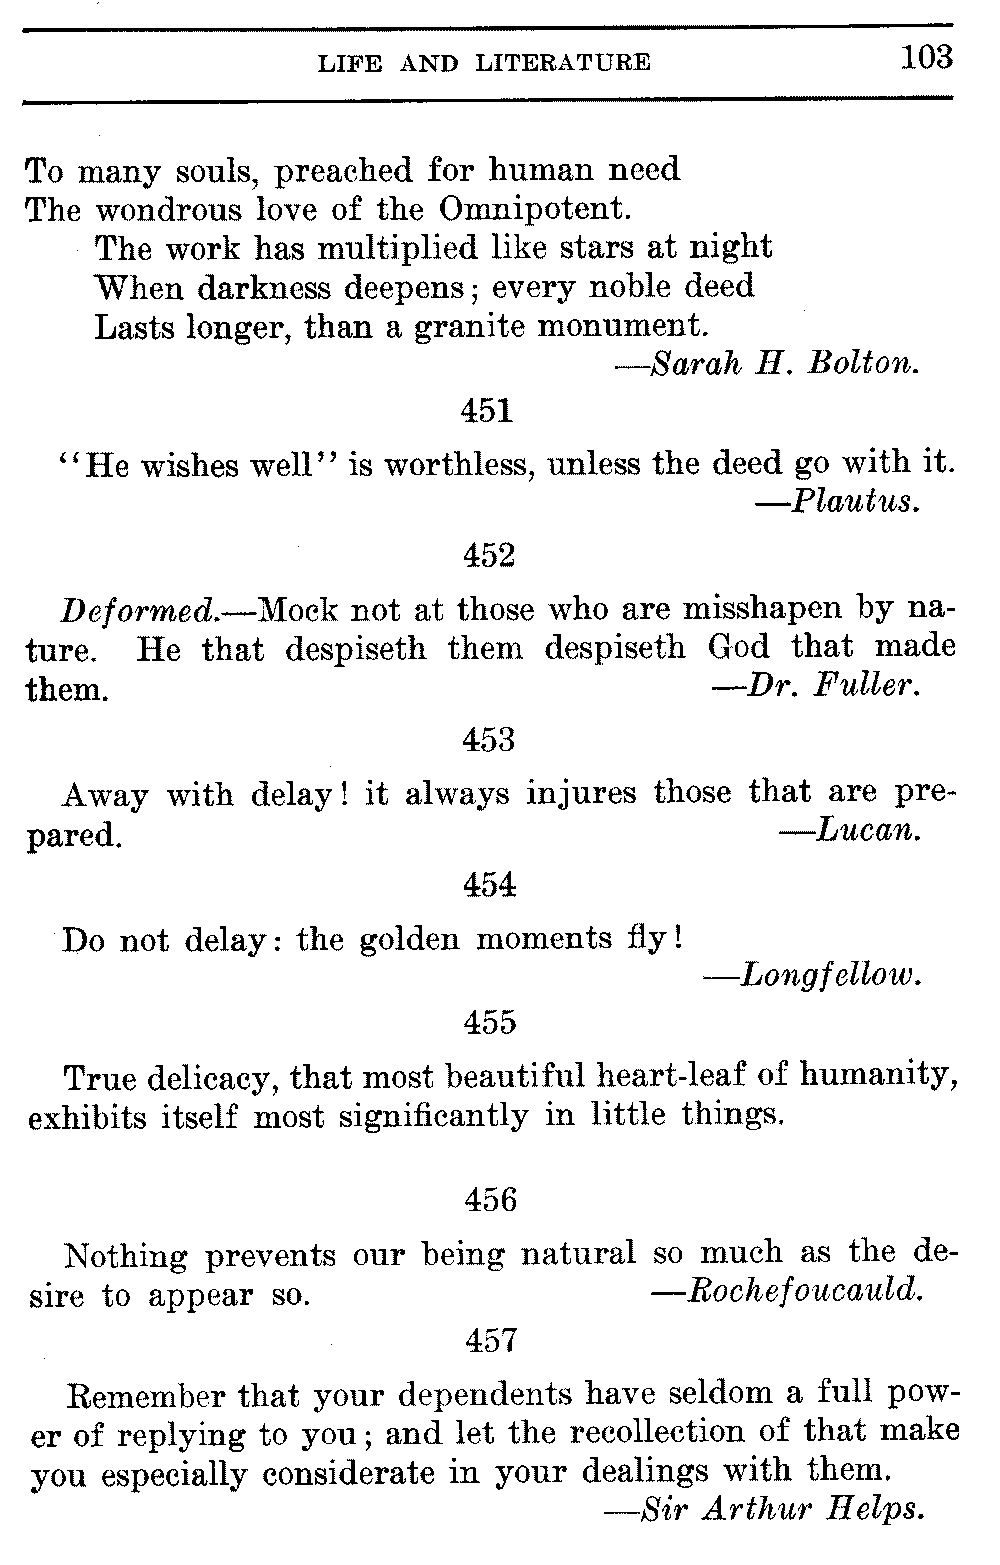 LIFE AND LITERATURE 103
To many souls, preached for human need
The wondrous love of the Omnipotent.
The work has multiplied like stars at night
When darkness deepens; every noble deed
Lasts longer, than a granite monument.
—Sarah H. Bolton.
451
"He wishes well" is worthless, unless the deed go with it.
—Plautus.
452
Deformed.—Mock not at those who are misshapen by na-
ture. He that despiseth them despiseth God that made
them. —Dr. Fuller.
453
Away with delay! it always injures those that are pre-
pared. —Lucan.
454
Do not delay: the golden moments fly!
—Longfellow.
455
True delicacy, that most beautiful heart-leaf of humanity,
exhibits itself most significantly in little things.
456
Nothing prevents our being natural so much as the de-
sire to appear so. —Rochefoucauld.
457
Remember that your dependents have seldom a full pow-
er of replying to you; and let the recollection of that make
you especially considerate in your dealings with them.
—Sir Arthur Helps.